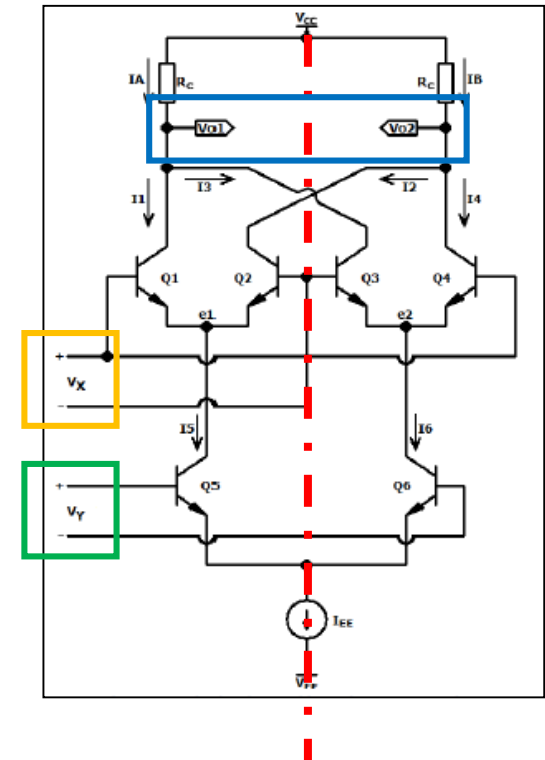 VCC
IA RC RC IB
Vo1 Vo2
I3 I2
I1 I4
Q1 Q2 Q3 Q4
e1 e2
+
VX
-
I5 I6
+ Q5 Q6
VY
-
IEE